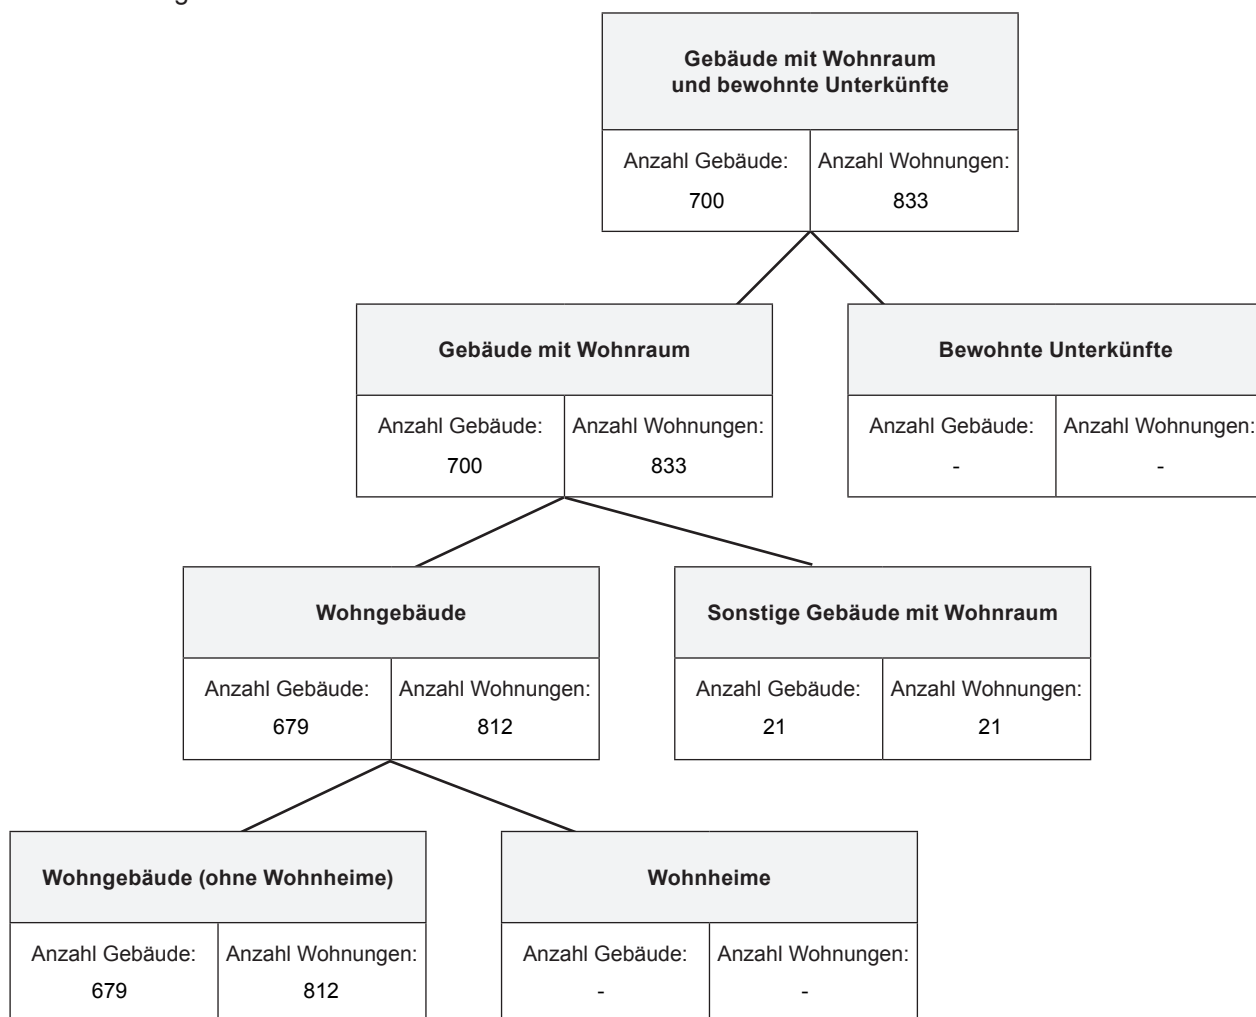 Gebäude mit Wohnraum
und bewohnte Unterkünfte
Anzahl Gebäude: Anzahl Wohnungen:
700 833
Gebäude mit Wohnraum
Anzahl Gebäude: Anzahl Wohnungen:
700 833
Bewohnte Unterkünfte
Anzahl Gebäude: Anzahl Wohnungen:
- -
Wohngebäude
Anzahl Gebäude: Anzahl Wohnungen:
679 812
Sonstige Gebäude mit Wohnraum
Anzahl Gebäude: Anzahl Wohnungen:
21 21
Wohngebäude (ohne Wohnheime)
Anzahl Gebäude: Anzahl Wohnungen:
679 812
Wohnheime
Anzahl Gebäude: Anzahl Wohnungen:
- -